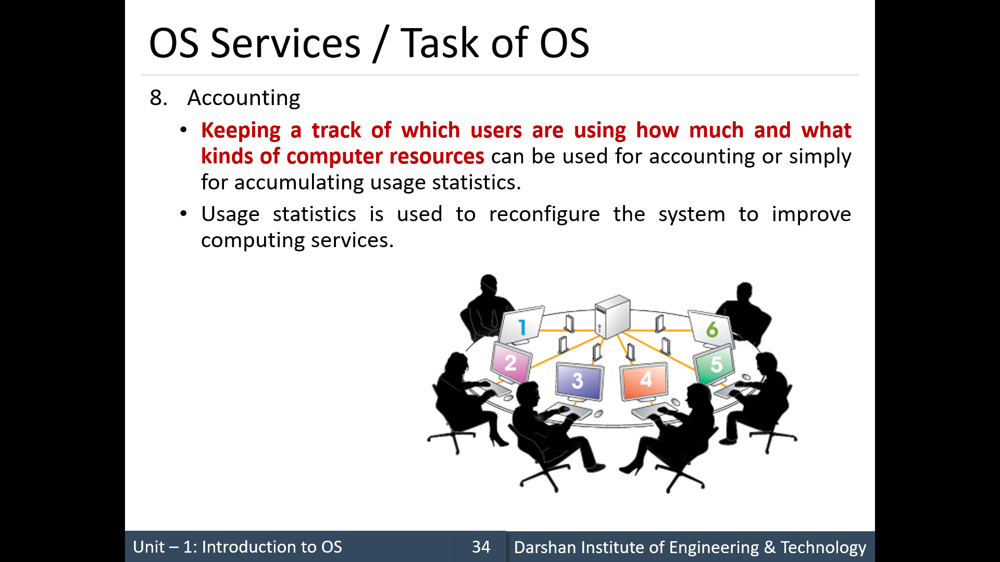 OS Services / Task of OS
8. Accounting
• Keeping a track of which users are using how much and what
kinds of computer resources can be used for accounting or simply
for accumulating usage statistics.
• Usage statistics is used to reconfigure the system to improve
computing services.
1
6
2
5
3
4
Unit – 1: Introduction to OS
34
Darshan Institute of Engineering & Technology